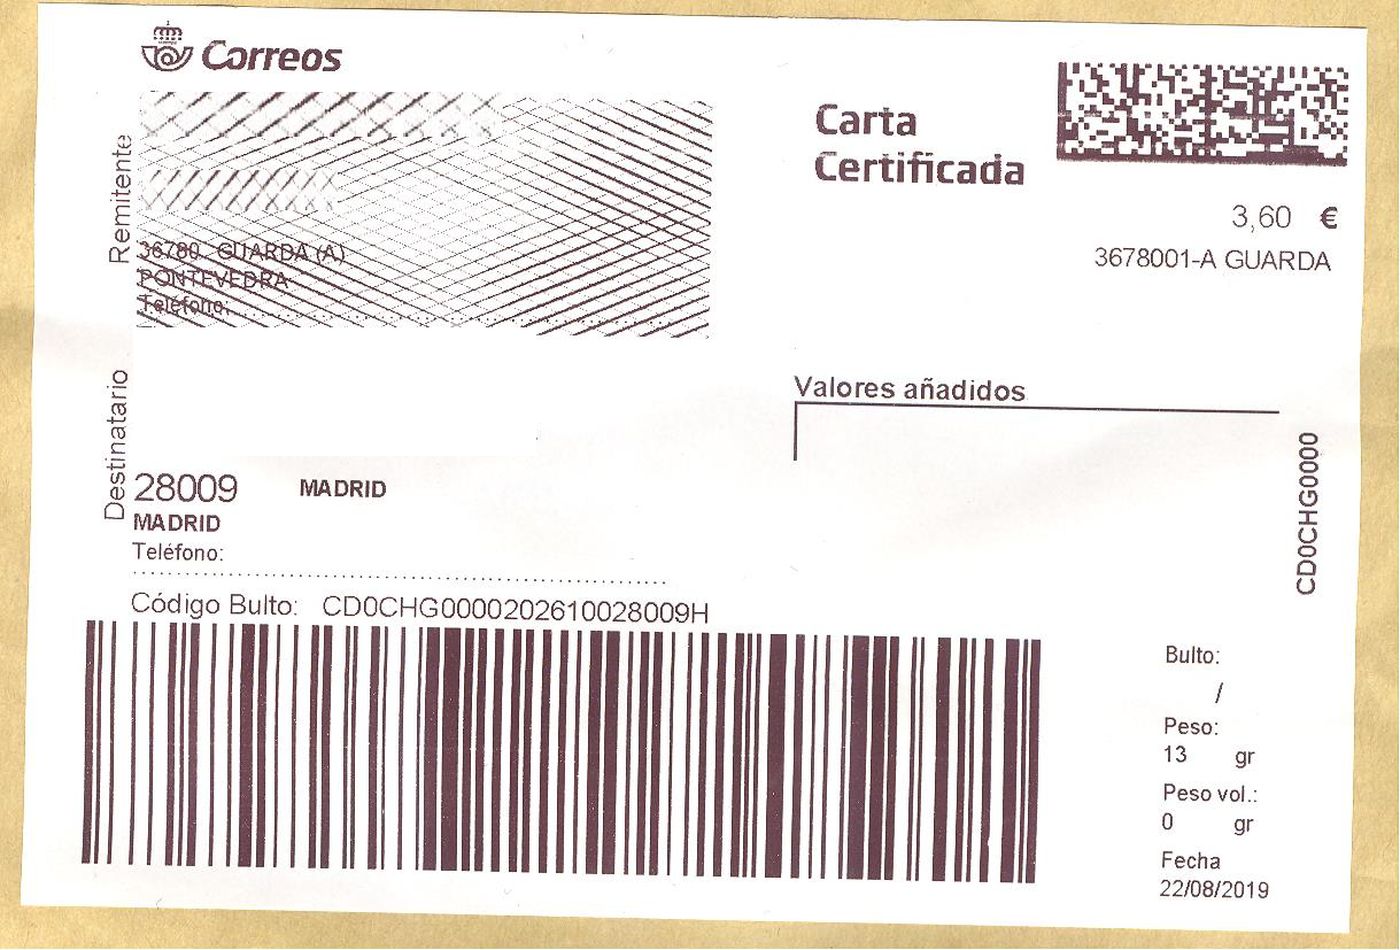 Correos
Remitente
36780 GUARDA (A)
PONTEVEDRA
Teléfono:
Carta
Certificada
3,60 €
3678001-A GUARDA
Valores añadidos
Destinatario
28009 MADRID
MADRID
Teléfono:
Código Bulto: CD0CHG0000202610028009H
CD0CHG0000
Bulto:
/
Peso:
13 gr
Peso vol.:
0 gr
Fecha
22/08/2019